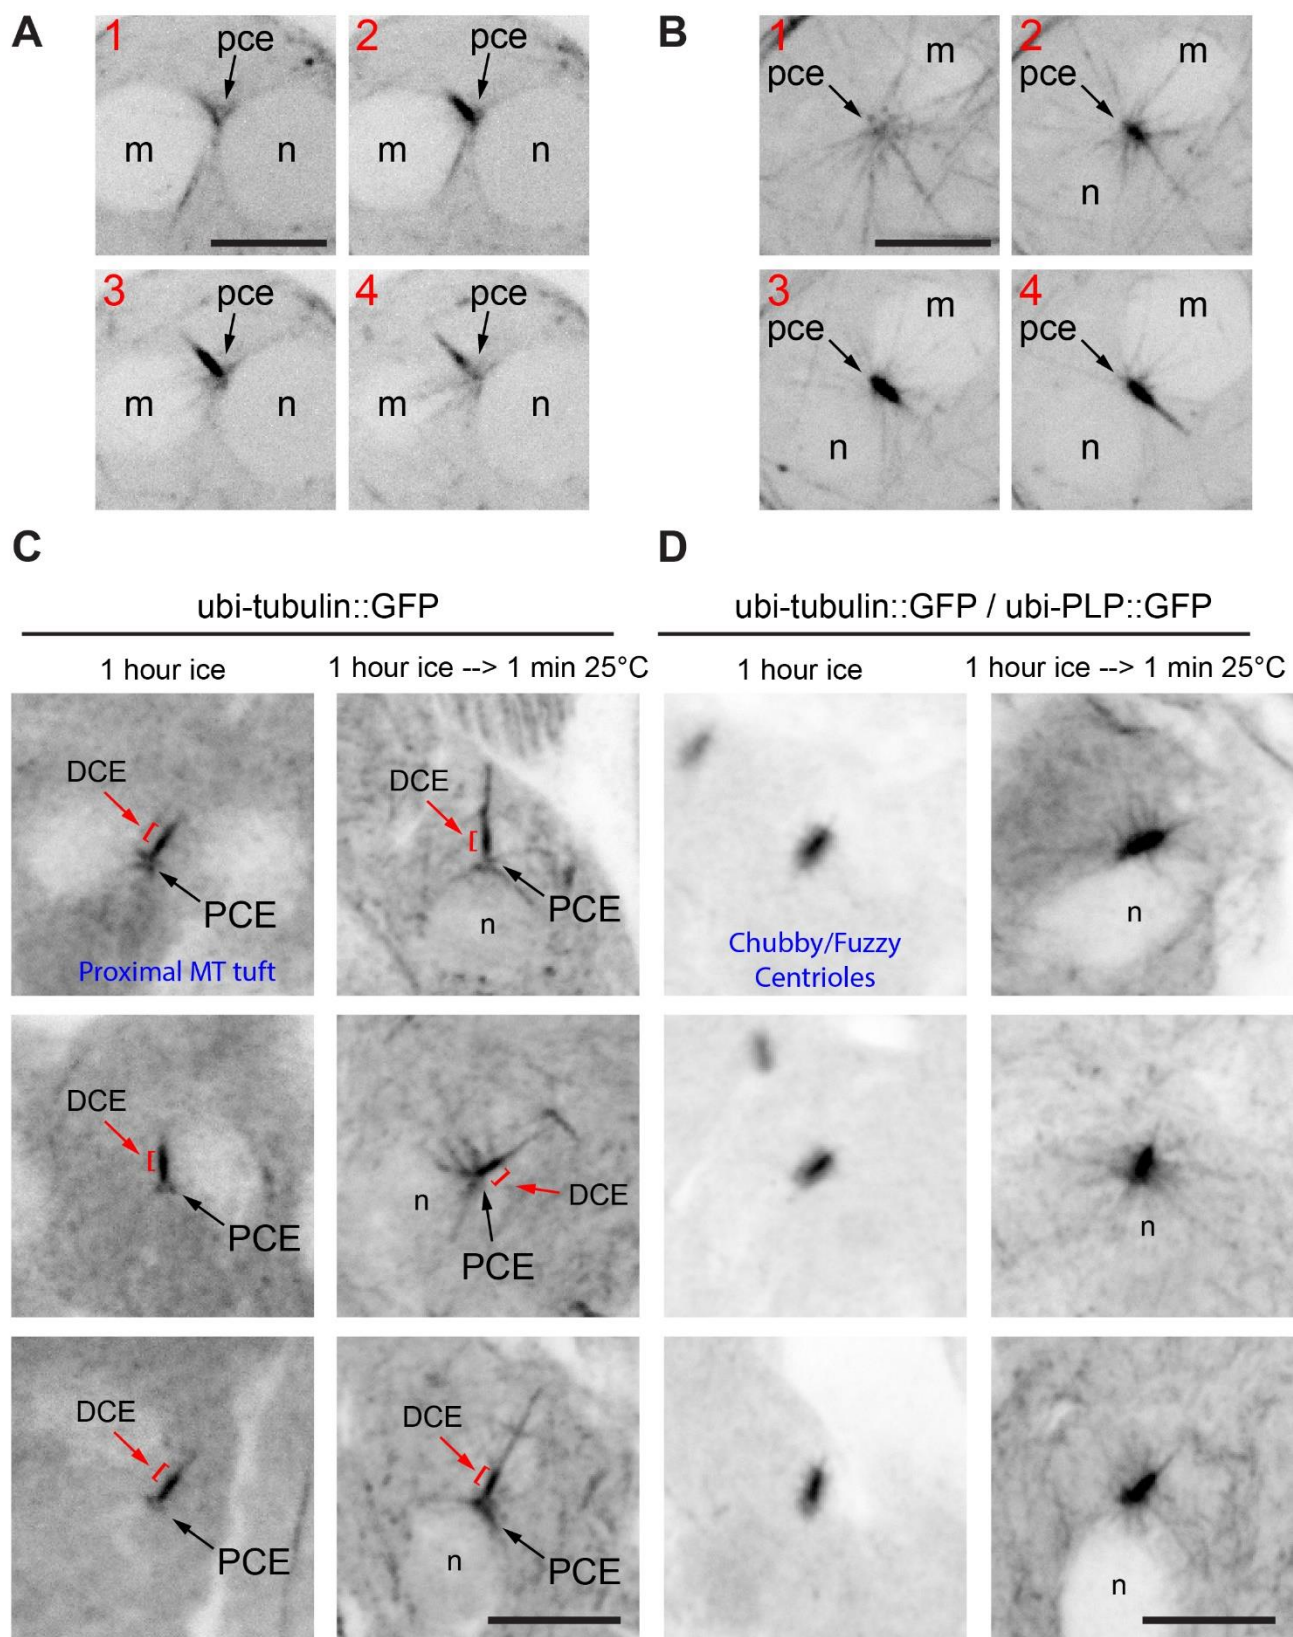 A
B
1
pce
m
n
2
pce
m
n
1
pce
m
2
pce
m
n
3
pce
m
n
4
pce
m
n
3
pce
m
n
4
pce
m
n
C
D
ubi-tubulin::GFP
ubi-tubulin::GFP / ubi-PLP::GFP
1 hour ice
1 hour ice --> 1 min 25°C
1 hour ice
1 hour ice --> 1 min 25°C
DCE
PCE
Proximal MT tuft
DCE
PCE
n
Chubby/Fuzzy
Centrioles
n
DCE
PCE
n
DCE
PCE
n
DCE
PCE
DCE
PCE
n
n